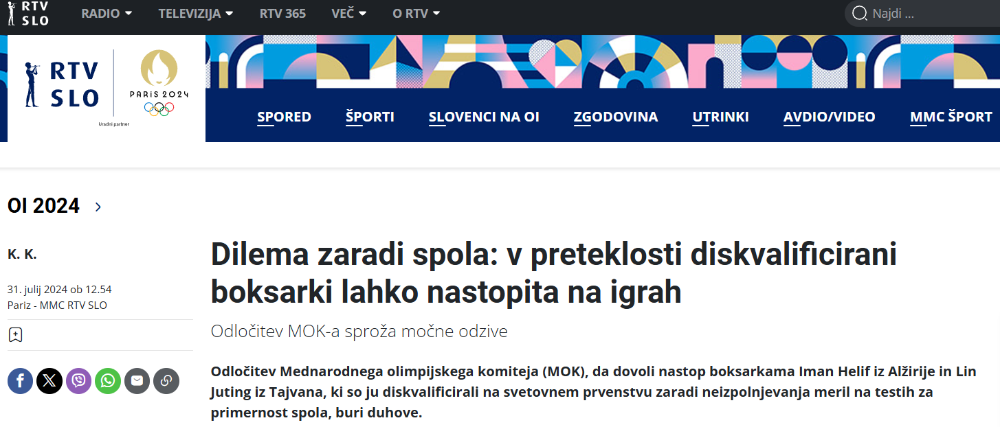 RTV
SLO
RADIO
TELEVIZIJA
RTV 365
VEČ
O RTV
Najdi ...
RTV
SLO
PARIS 2024
Uradni partner
SPORED
ŠPORTI
SLOVENCI NA OI
ZGODOVINA
UTRINKI
AVDIO/VIDEO
MMC ŠPORT
OI 2024
K. K.
31. julij 2024 ob 12.54
Pariz - MMC RTV SLO
Dilema zaradi spola: v preteklosti diskvalificirani
boksarki lahko nastopita na igrah
Odločitev MOK-a sproža močne odzive
Odločitev Mednarodnega olimpijskega komiteja (MOK), da dovoli nastop boksarkama Iman Helif iz Alžirije in Lin
Juting iz Tajvana, ki so ju diskvalificirali na svetovnem prvenstvu zaradi neizpolnjevanja meril na testih za
primernost spola, buri duhove.